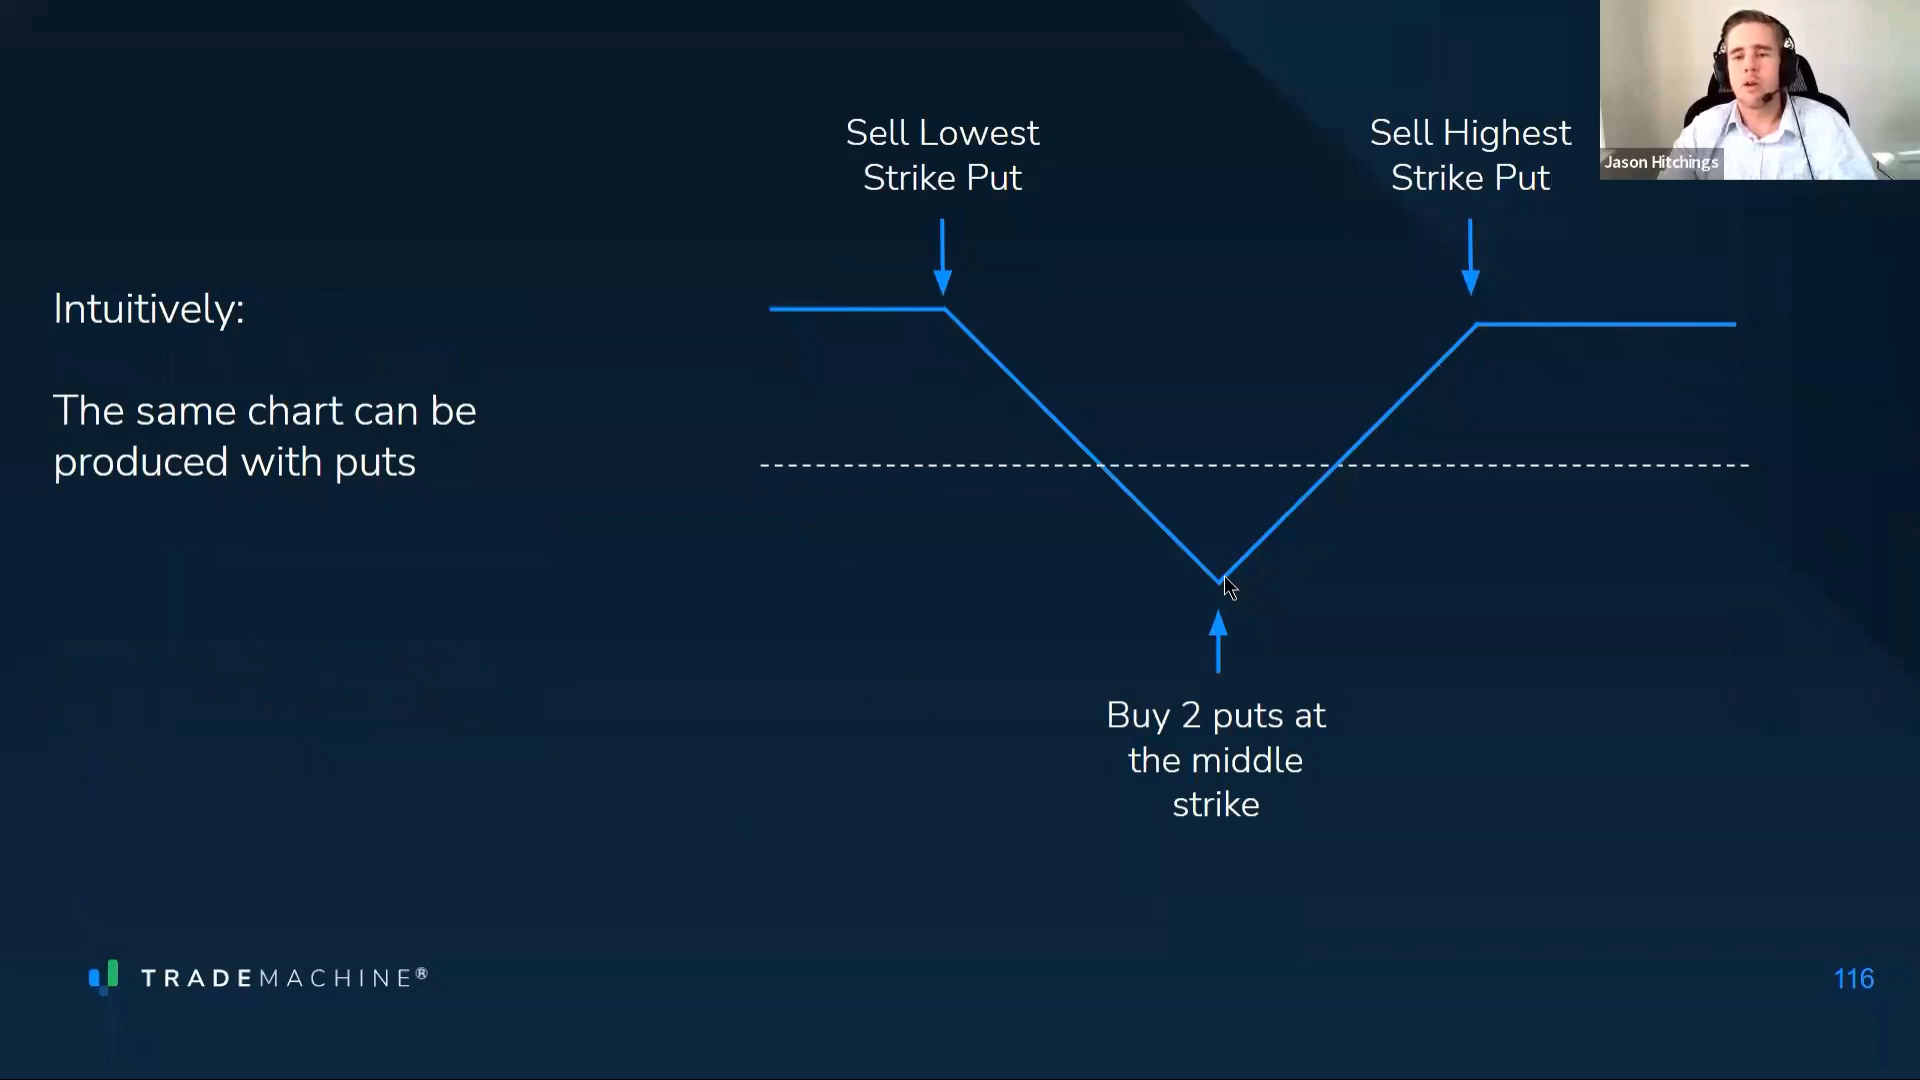 Sell Lowest
Strike Put
Sell Highest
Strike Put
Jason Hitchings
Intuitively:
The same chart can be
produced with puts
Buy 2 puts at
the middle
strike
TRADEMACHINE®
116